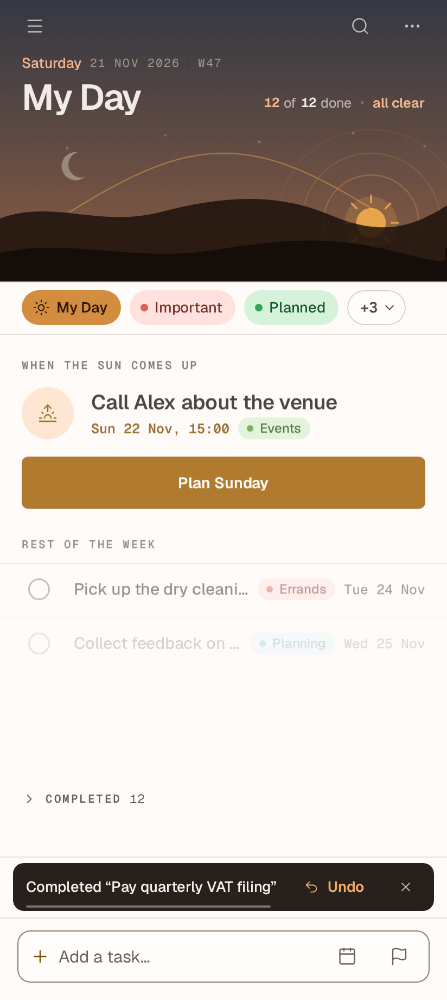 Saturday 21 NOV 2026 W47
My Day
12 of 12 done • all clear
My Day
Important
Planned
+3
WHEN THE SUN COMES UP
Call Alex about the venue
Sun 22 Nov, 15:00 Events
Plan Sunday
REST OF THE WEEK
Pick up the dry cleani… Errands Tue 24 Nov
Collect feedback on … Planning Wed 25 Nov
COMPLETED 12
Completed “Pay quarterly VAT filing” Undo
Add a task…